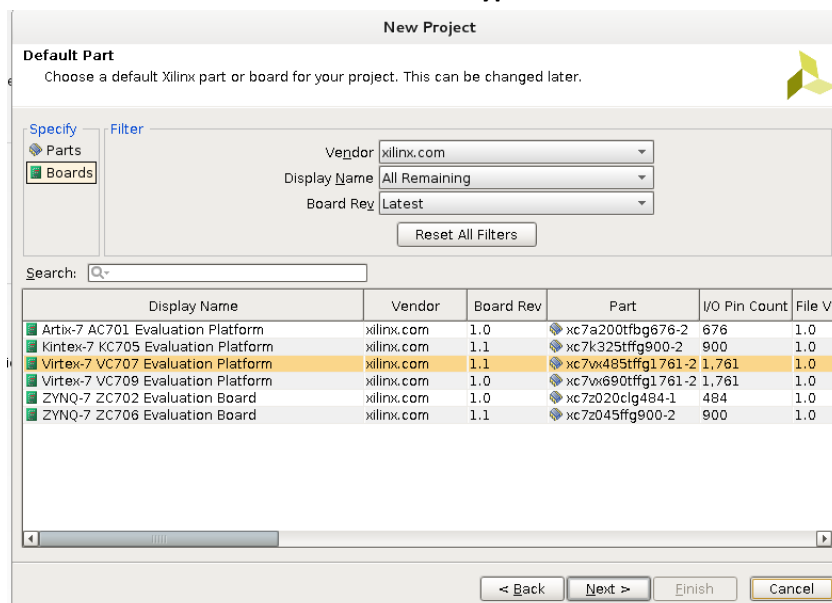 New Project
Default Part
Choose a default Xilinx part or board for your project. This can be changed later.
Specify
Filter
Parts
Boards
Vendor xilinx.com
Display Name All Remaining
Board Rev Latest
Reset All Filters
Search:
Display Name Vendor Board Rev Part I/O Pin Count File V
Artix-7 AC701 Evaluation Platform xilinx.com 1.0 xc7a200tfbg676-2 676 1.0
Kintex-7 KC705 Evaluation Platform xilinx.com 1.1 xc7k325tffg900-2 900 1.0
Virtex-7 VC707 Evaluation Platform xilinx.com 1.1 xc7vx485tffg1761-2 1,761 1.0
Virtex-7 VC709 Evaluation Platform xilinx.com 1.0 xc7vx690tffg1761-2 1,761 1.0
ZYNQ-7 ZC702 Evaluation Board xilinx.com 1.0 xc7z020clg484-1 484 1.0
ZYNQ-7 ZC706 Evaluation Board xilinx.com 1.1 xc7z045ffg900-2 900 1.0
< Back Next > Finish Cancel